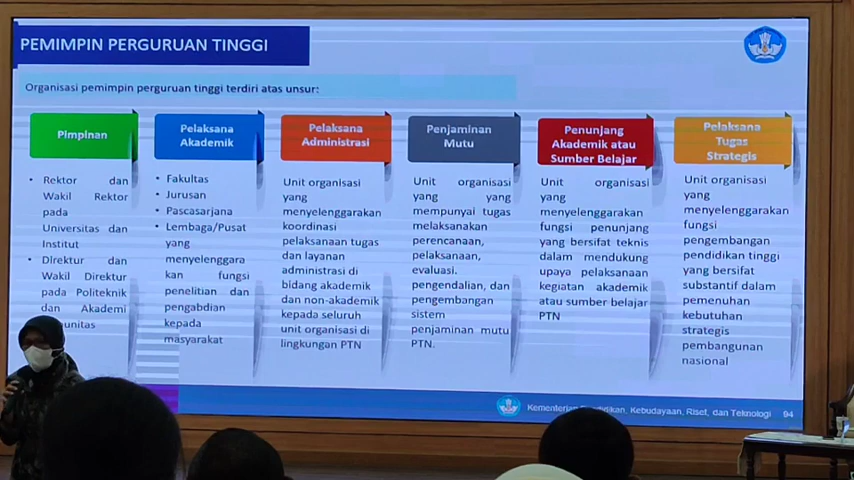 PEMIMPIN PERGURUAN TINGGI
Organisasi pemimpin perguruan tinggi terdiri atas unsur:
Pimpinan
• Rektor dan
Wakil Rektor
pada
Universitas dan
Institut
• Direktur dan
Wakil Direktur
pada Politeknik
dan Akademi
Pelaksana
Akademik
• Fakultas
• Jurusan
• Pascasarjana
• Lembaga/Pusat
yang
menyelengga
kan fungsi
penelitian dan
pengabdian
kepada
masyarakat
Pelaksana
Administrasi
Unit organisasi
yang
menyelenggarakan
koordinasi
pelaksanaan tugas
dan layanan
administrasi di
bidang akademik
dan non-akademik
kepada seluruh
unit organisasi di
lingkungan PTN
Penjaminan
Mutu
Unit organisasi
yang yang
mempunyai tugas
melaksanakan
perencanaan,
pelaksanaan,
evaluasi.
pengendalian, dan
pengembangan
sistem
penjaminan mutu
PTN.
Penunjang
Akademik atau
Sumber Belajar
Unit organisasi
yang
menyelenggarakan
fungsi penunjang
yang bersifat teknis
dalam mendukung
upaya pelaksanaan
kegiatan akademik
atau sumber belajar
PTN
Pelaksana
Tugas
Strategis
Unit organisasi
yang
menyelenggarakan
fungsi
pengembangan
pendidikan tinggi
yang bersifat
substantif dalam
pemenuhan
kebutuhan
strategis
pembangunan
nasional
Kementerian Pendidikan, Kebudayaan, Riset, dan Teknologi 94